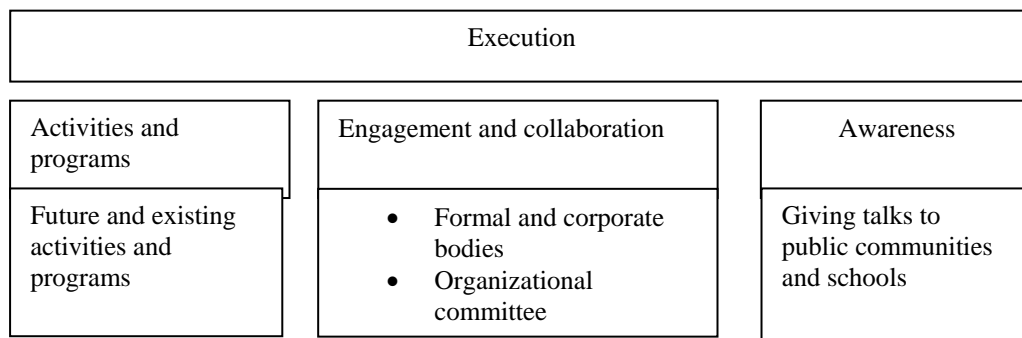 Execution
Activities and
programs
Engagement and collaboration
Awareness
Future and existing
activities and
programs
• Formal and corporate
bodies
• Organizational
committee
Giving talks to
public communities
and schools